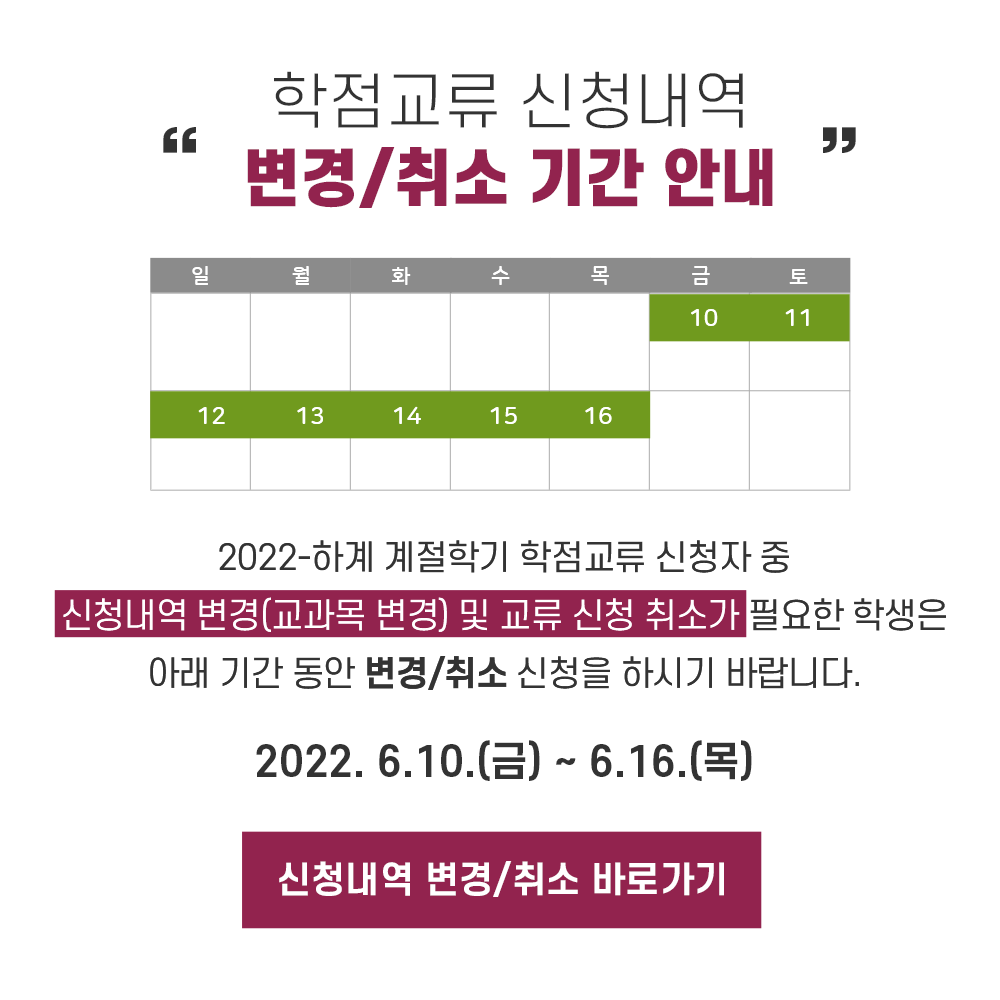 학점교류 신청내역
“ 변경/취소 기간 안내 ”
일 월 화 수 목 금 토
10 11
12 13 14 15 16
2022-하계 계절학기 학점교류 신청자 중
신청내역 변경(교과목 변경) 및 교류 신청 취소가 필요한 학생은
아래 기간 동안 변경/취소 신청을 하시기 바랍니다.
2022. 6.10.(금) ~ 6.16.(목)
신청내역 변경/취소 바로가기